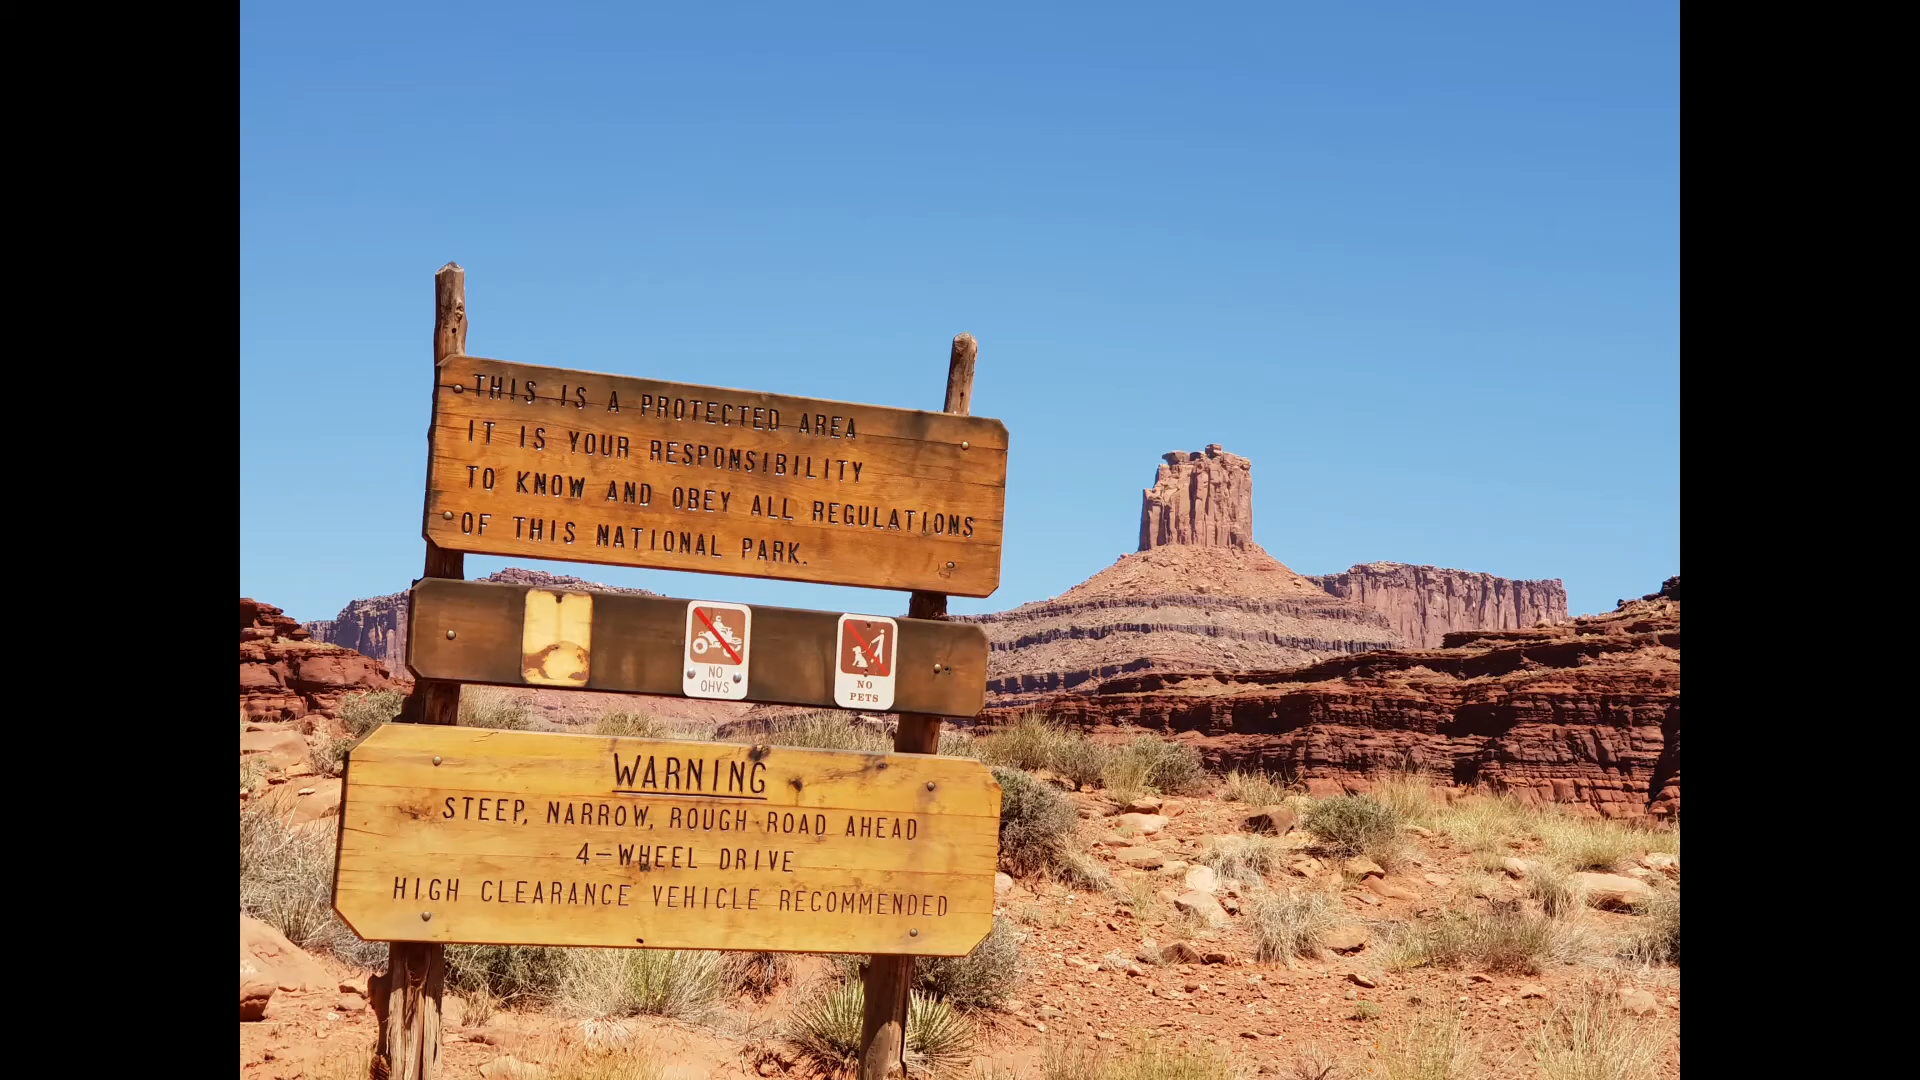 THIS IS A PROTECTED AREA
IT IS YOUR RESPONSIBILITY
TO KNOW AND OBEY ALL REGULATIONS
OF THIS NATIONAL PARK.
NO
OHVS
NO
PETS
WARNING
STEEP, NARROW, ROUGH ROAD AHEAD
4-WHEEL DRIVE
HIGH CLEARANCE VEHICLE RECOMMENDED